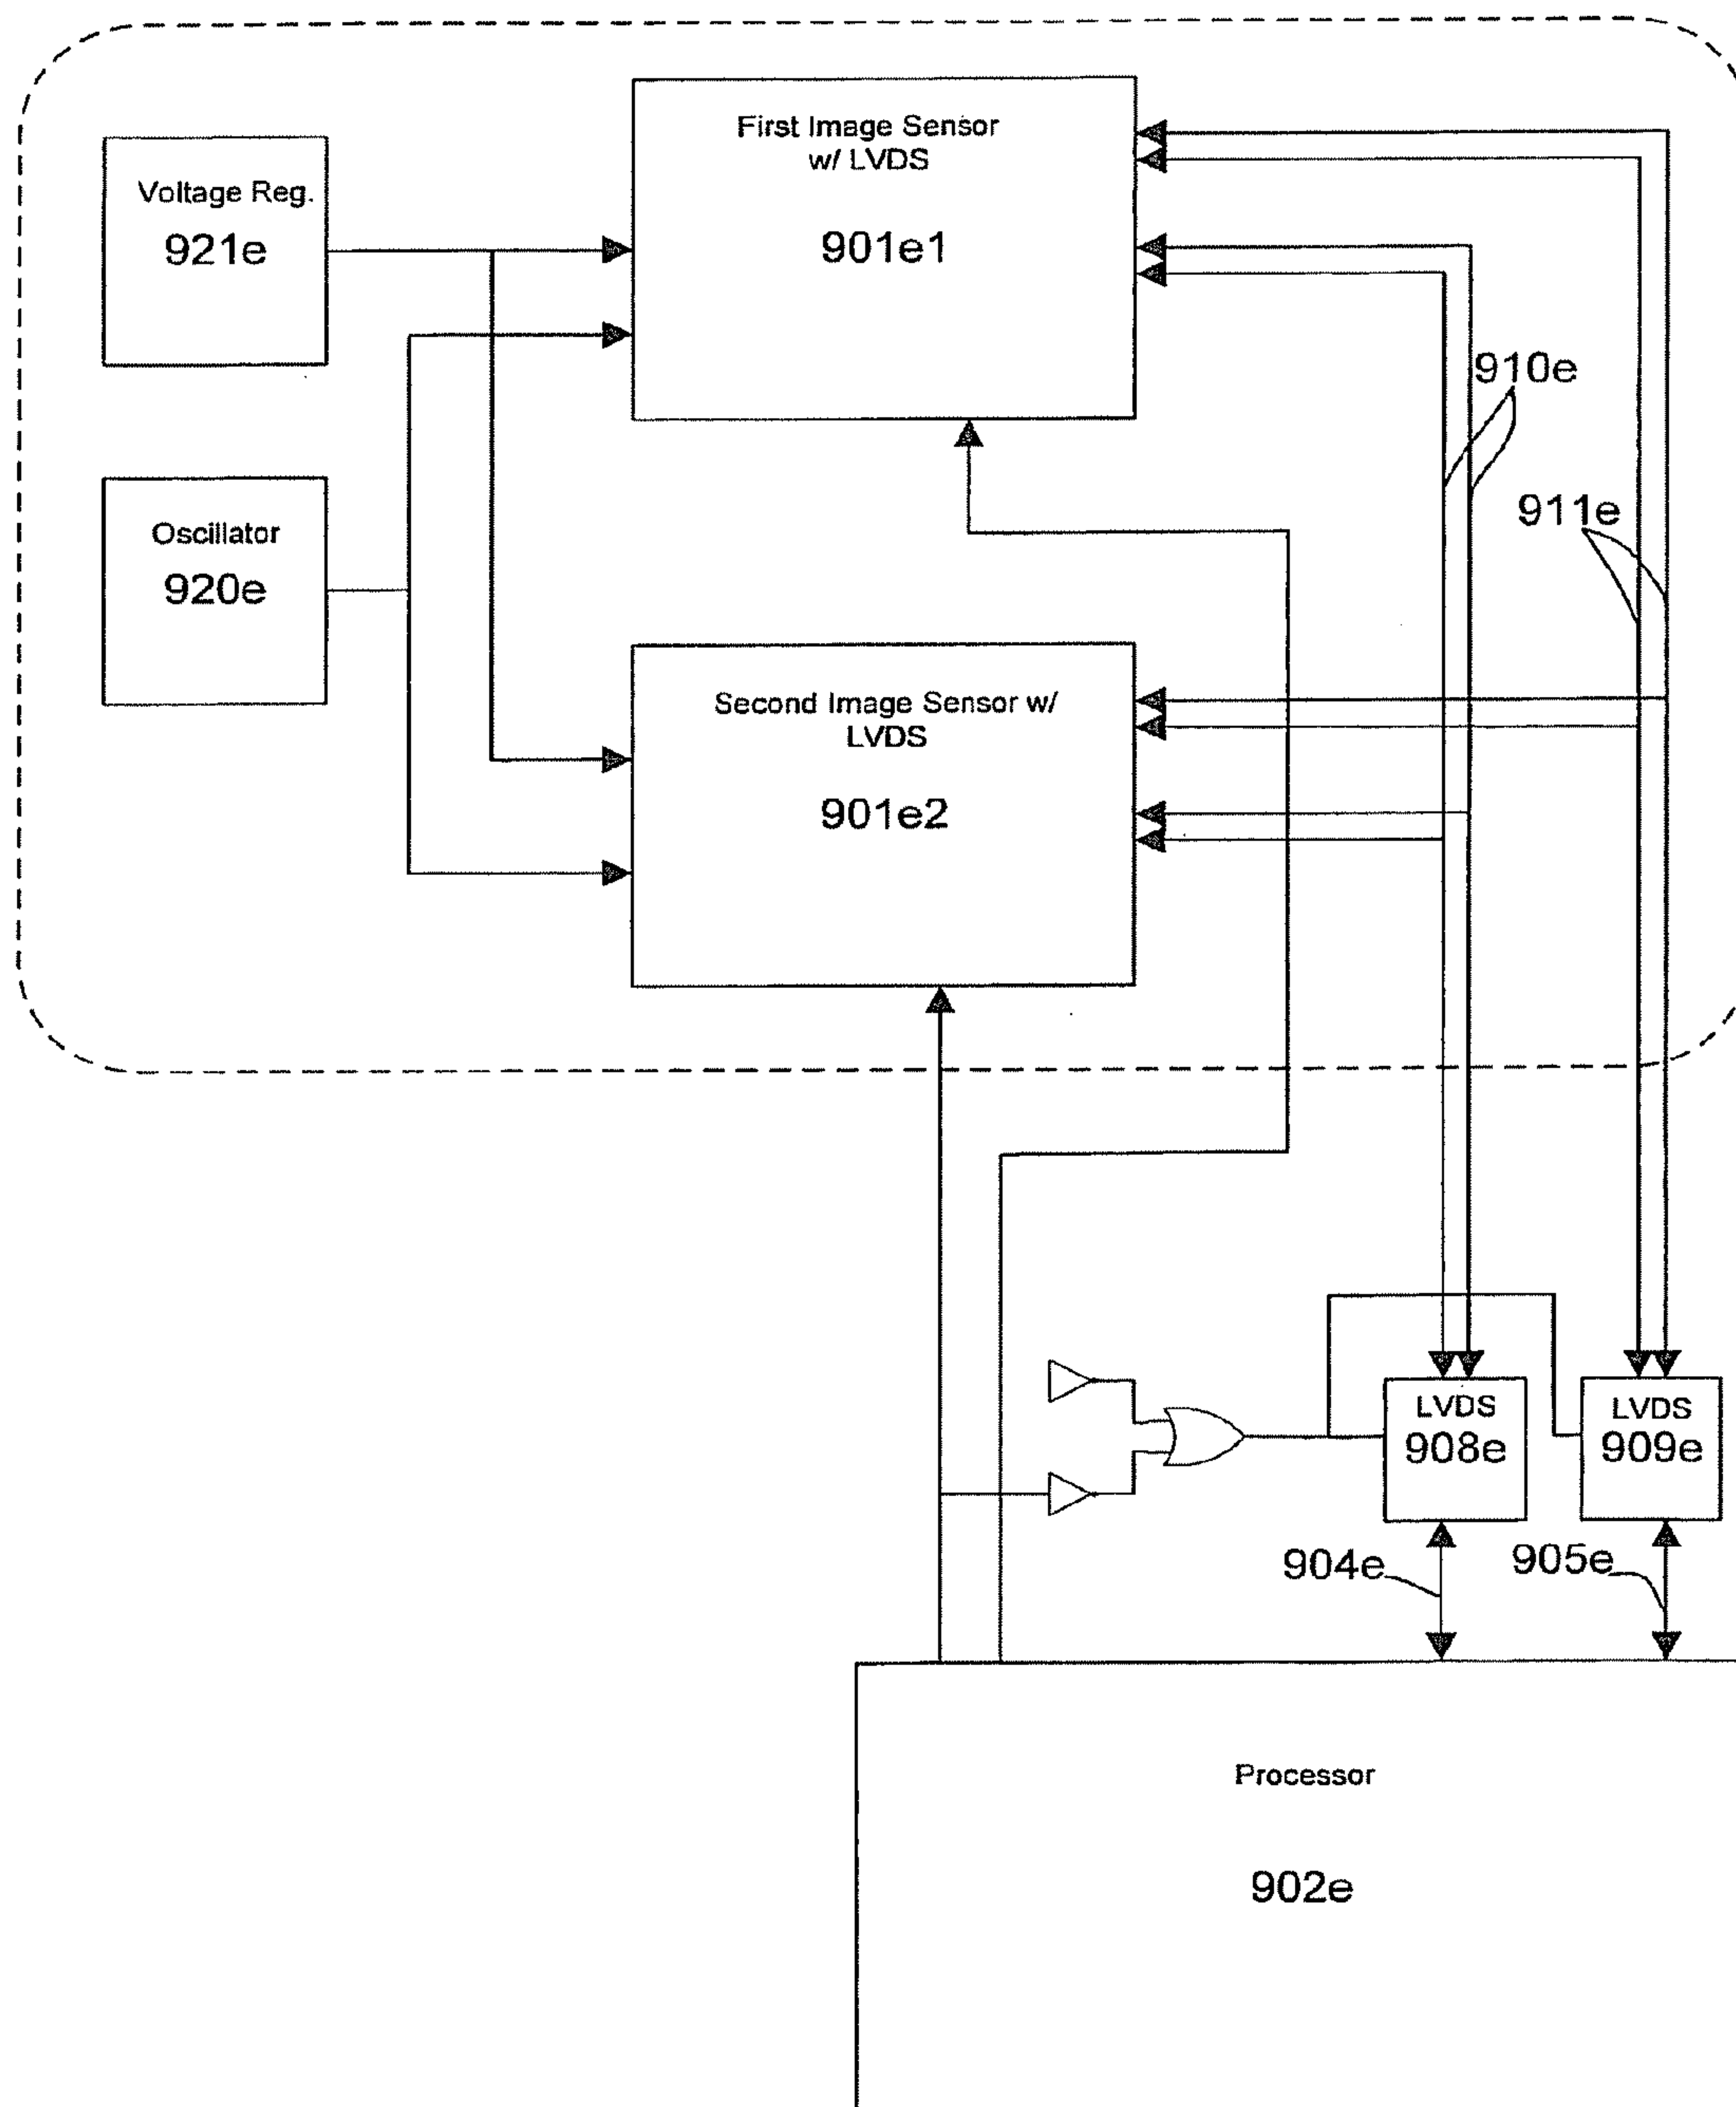 First Image Sensor
w/ LVDS
901e1
Voltage Reg.
921e
910e
911e
Oscillator
920e
Second Image Sensor w/
LVDS
901e2
LVDS
908e
LVDS
909e
904e
905e
Processor
902e